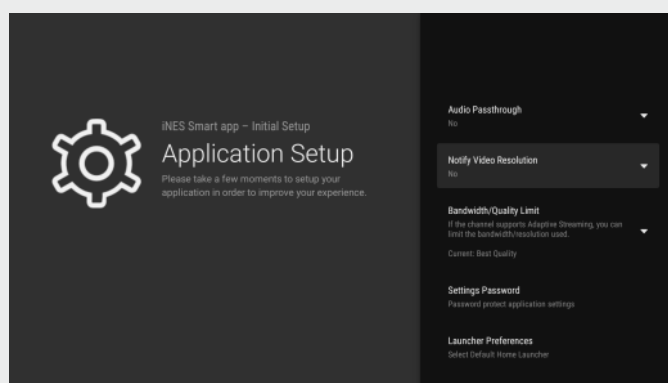 iNES Smart app – Initial Setup
Application Setup
Please take a few moments to setup your
application in order to improve your experience.
Audio Passthrough
No
Notify Video Resolution
No
Bandwidth/Quality Limit
If the channel supports Adaptive Streaming, you can
limit the bandwidth/resolution used.
Current: Best Quality
Settings Password
Password protect application settings
Launcher Preferences
Select Default Home Launcher